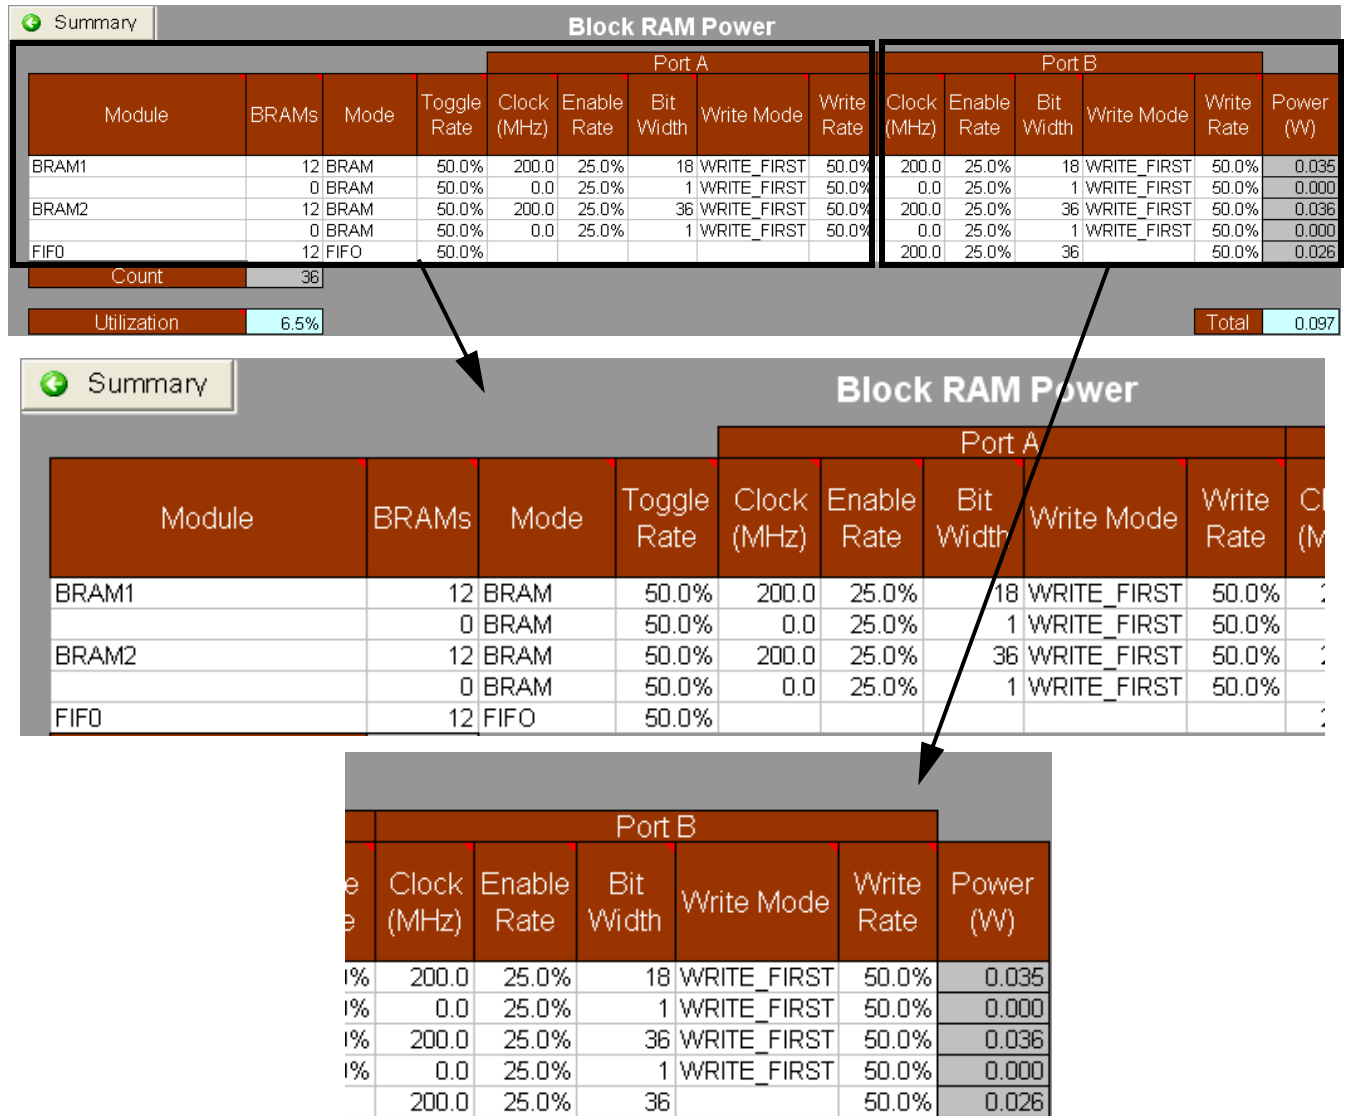 Summary
Block RAM Power
Port A Port B
Module BRAMs Mode Toggle Rate Clock (MHz) Enable Rate Bit Width Write Mode Write Rate Clock (MHz) Enable Rate Bit Width Write Mode Write Rate Power (W)
BRAM1 12 BRAM 50.0% 200.0 25.0% 18 WRITE_FIRST 50.0% 200.0 25.0% 18 WRITE_FIRST 50.0% 0.035
0 BRAM 50.0% 0.0 25.0% 1 WRITE_FIRST 50.0% 0.0 25.0% 1 WRITE_FIRST 50.0% 0.000
BRAM2 12 BRAM 50.0% 200.0 25.0% 36 WRITE_FIRST 50.0% 200.0 25.0% 36 WRITE_FIRST 50.0% 0.036
0 BRAM 50.0% 0.0 25.0% 1 WRITE_FIRST 50.0% 0.0 25.0% 1 WRITE_FIRST 50.0% 0.000
FIF0 12 FIFO 50.0% 200.0 25.0% 36 50.0% 0.026
Count 36
Utilization 6.5% Total 0.097
Summary
Block RAM Power
Port A
Module BRAMs Mode Toggle Rate Clock (MHz) Enable Rate Bit Width Write Mode Write Rate
BRAM1 12 BRAM 50.0% 200.0 25.0% 18 WRITE_FIRST 50.0%
0 BRAM 50.0% 0.0 25.0% 1 WRITE_FIRST 50.0%
BRAM2 12 BRAM 50.0% 200.0 25.0% 36 WRITE_FIRST 50.0%
0 BRAM 50.0% 0.0 25.0% 1 WRITE_FIRST 50.0%
FIF0 12 FIFO 50.0%
Port B
Clock (MHz) Enable Rate Bit Width Write Mode Write Rate Power (W)
200.0 25.0% 18 WRITE_FIRST 50.0% 0.035
0.0 25.0% 1 WRITE_FIRST 50.0% 0.000
200.0 25.0% 36 WRITE_FIRST 50.0% 0.036
0.0 25.0% 1 WRITE_FIRST 50.0% 0.000
200.0 25.0% 36 50.0% 0.026